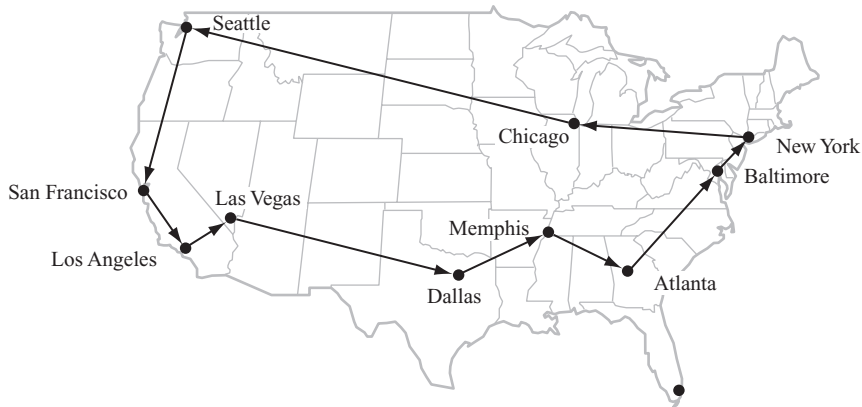 Seattle
Chicago
New York
Baltimore
San Francisco
Las Vegas
Memphis
Los Angeles
Dallas
Atlanta